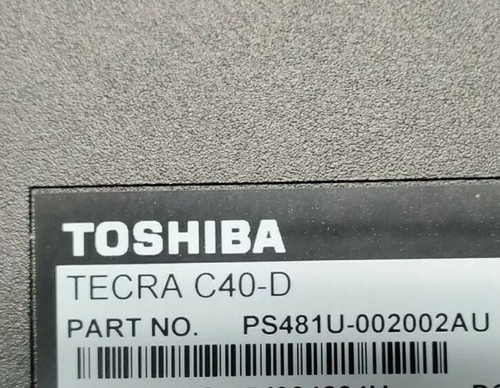 TOSHIBA
TECRA C40-D
PART NO. PS481U-002002AU